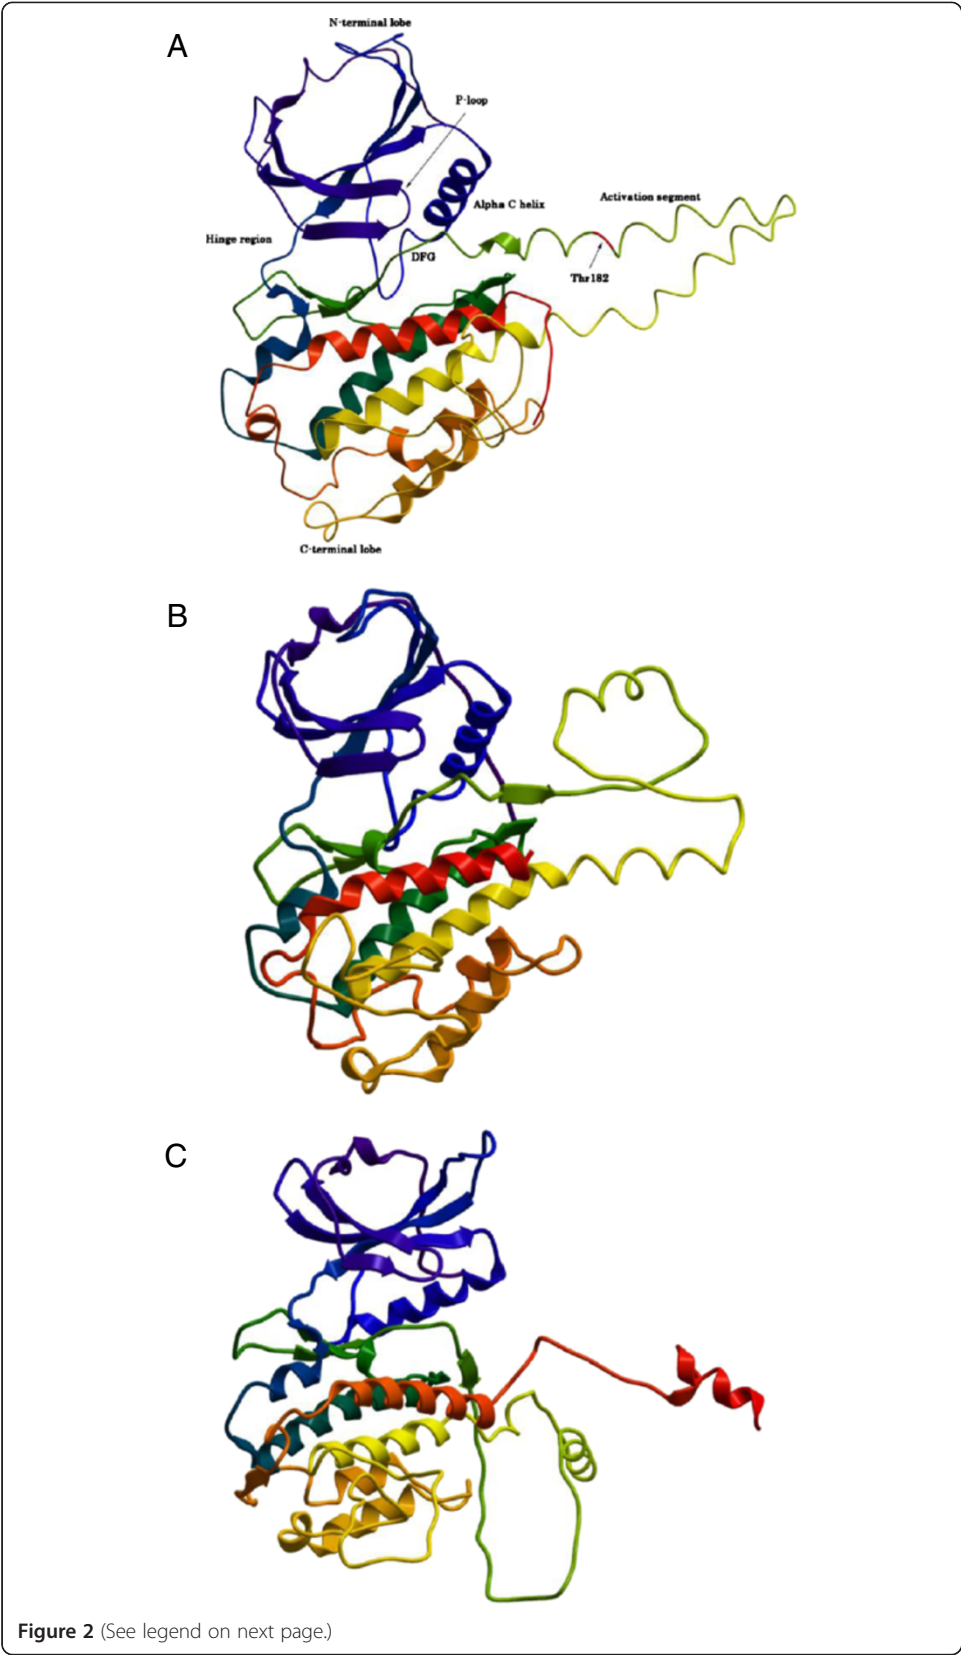 A
N-terminal lobe
P-loop
Alpha C helix
Activation segment
Hinge region
DFG
Thr182
C-terminal lobe
B
C
Figure 2 (See legend on next page.)